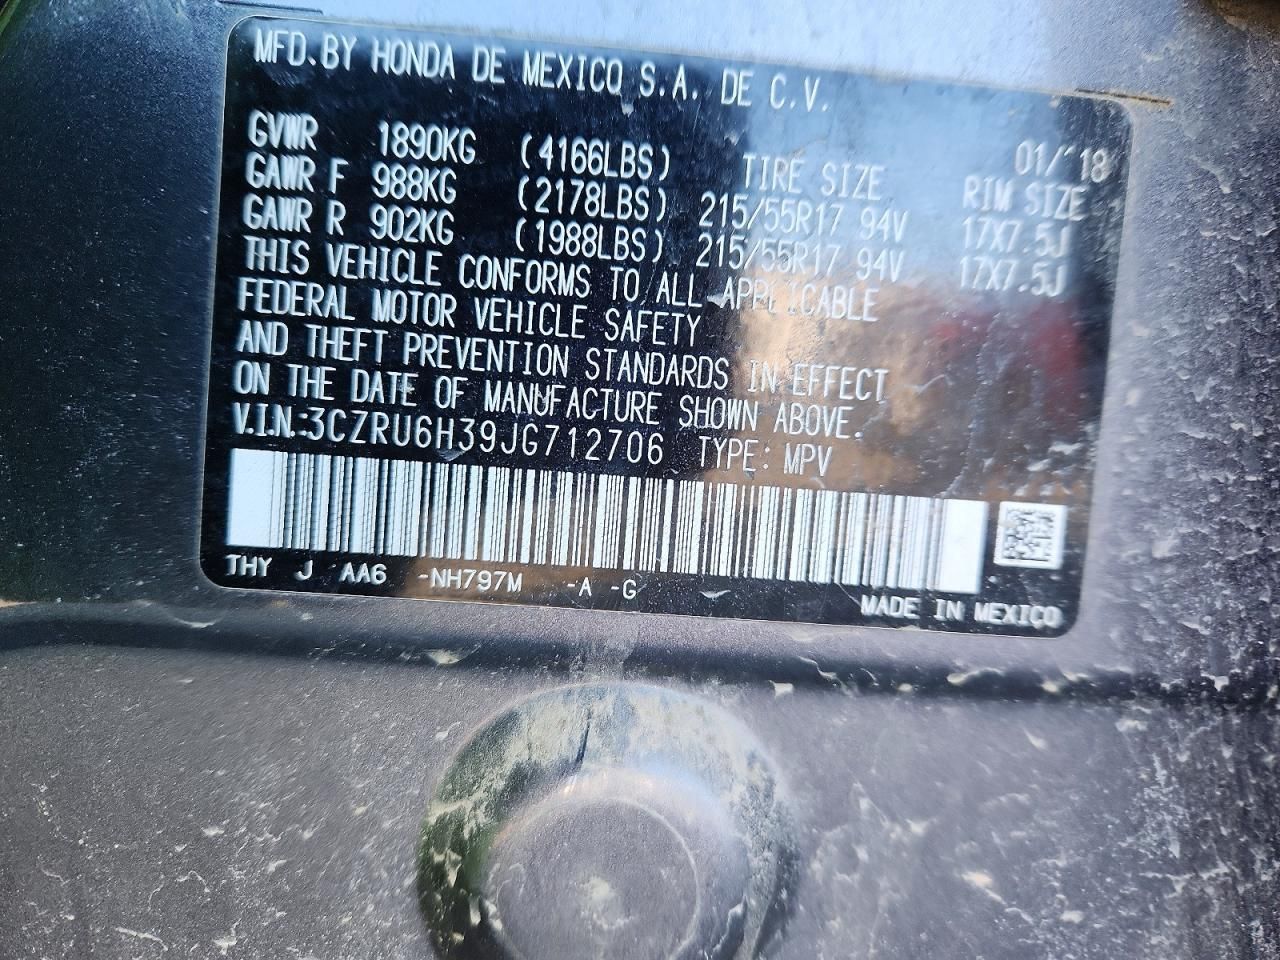 MFD.BY HONDA DE MEXICO S.A. DE C.V.
01/'18
GVWR 1890KG (4166LBS) TIRE SIZE RIM SIZE
GAWR F 988KG (2178LBS) 215/55R17 94V 17X7.5J
GAWR R 902KG (1988LBS) 215/55R17 94V 17X7.5J
THIS VEHICLE CONFORMS TO ALL APPLICABLE
FEDERAL MOTOR VEHICLE SAFETY
AND THEFT PREVENTION STANDARDS IN EFFECT
ON THE DATE OF MANUFACTURE SHOWN ABOVE.
V.I.N.:3CZRU6H39JG712706 TYPE: MPV
THY J AA6 -NH797M -A -G
MADE IN MEXICO